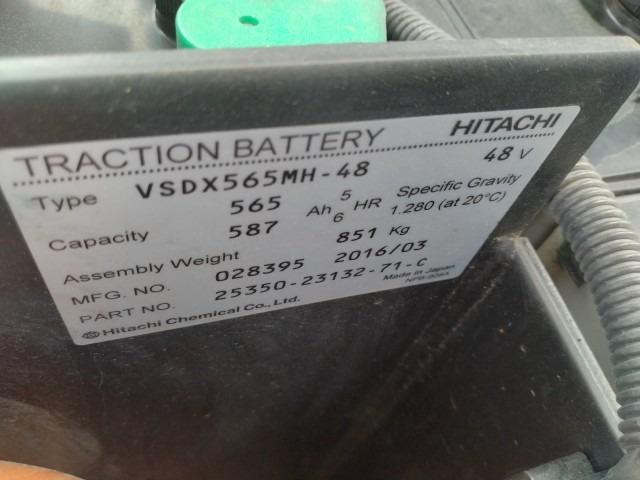 TRACTION BATTERY HITACHI
Type VSDX565MH-48 48 V
Capacity 565 Ah 5 HR Specific Gravity
587 6 1.280 (at 20°C)
Assembly Weight 851 Kg
MFG. NO. 028395 2016/03
PART NO. 25350-23132-71-C Made in Japan
Hitachi Chemical Co., Ltd.